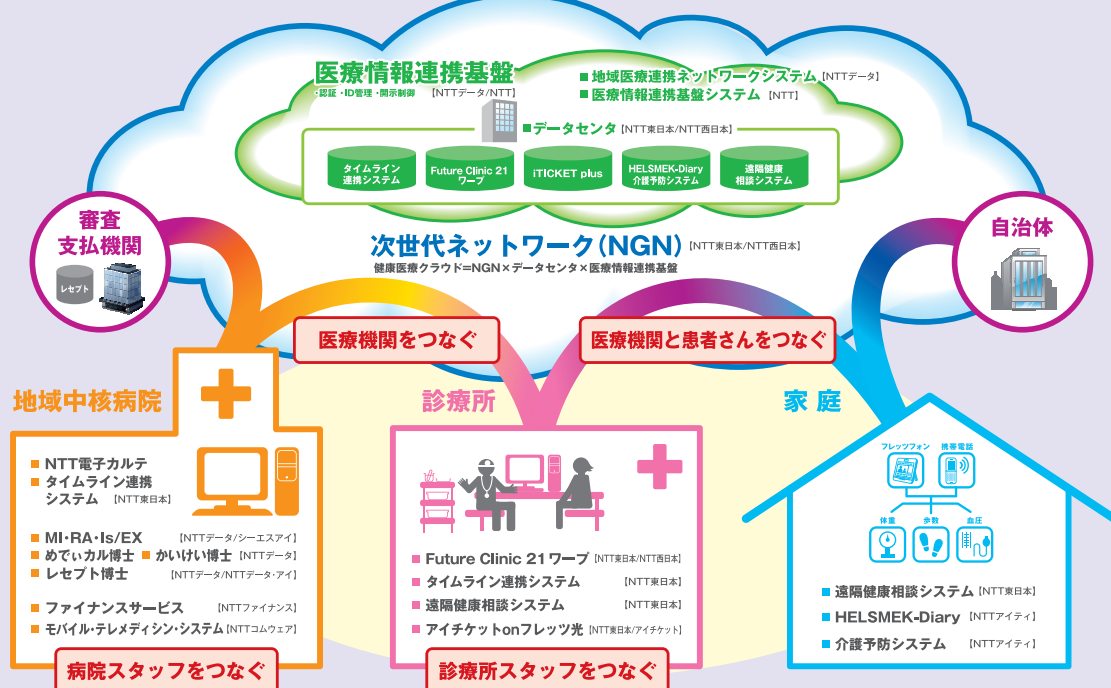 医療情報連携基盤
・認証 ・ID管理 ・開示制御 【NTTデータ/NTT】
■地域医療連携ネットワークシステム【NTTデータ】
■医療情報連携基盤システム【NTT】
■データセンタ【NTT東日本/NTT西日本】
タイムライン
連携システム
Future Clinic 21
ワープ
iTICKET plus
HELSMEK-Diary
介護予防システム
遠隔健康
相談システム
次世代ネットワーク(NGN)【NTT東日本/NTT西日本】
健康医療クラウド=NGN×データセンタ×医療情報連携基盤
審査
支払機関
レセプト
自治体
医療機関をつなぐ
医療機関と患者さんをつなぐ
地域中核病院
■ NTT電子カルテ
■ タイムライン連携
システム 【NTT東日本】
■ MI・RA・Is/EX 【NTTデータ/シーエスアイ】
■ めでぃカル博士 ■ かいけい博士【NTTデータ】
■ レセプト博士 【NTTデータ/NTTデータ・アイ】
■ ファイナンスサービス 【NTTファイナンス】
■ モバイル・テレメディシン・システム【NTTコムウェア】
病院スタッフをつなぐ
診療所
■ Future Clinic 21 ワープ【NTT東日本/NTT西日本】
■ タイムライン連携システム 【NTT東日本】
■ 遠隔健康相談システム 【NTT東日本】
■ アイチケットonフレッツ光【NTT東日本/アイチケット】
診療所スタッフをつなぐ
家庭
フレッツフォン 携帯電話
体重 歩数 血圧
■ 遠隔健康相談システム【NTT東日本】
■ HELSMEK-Diary 【NTTアイティ】
■ 介護予防システム 【NTTアイティ】